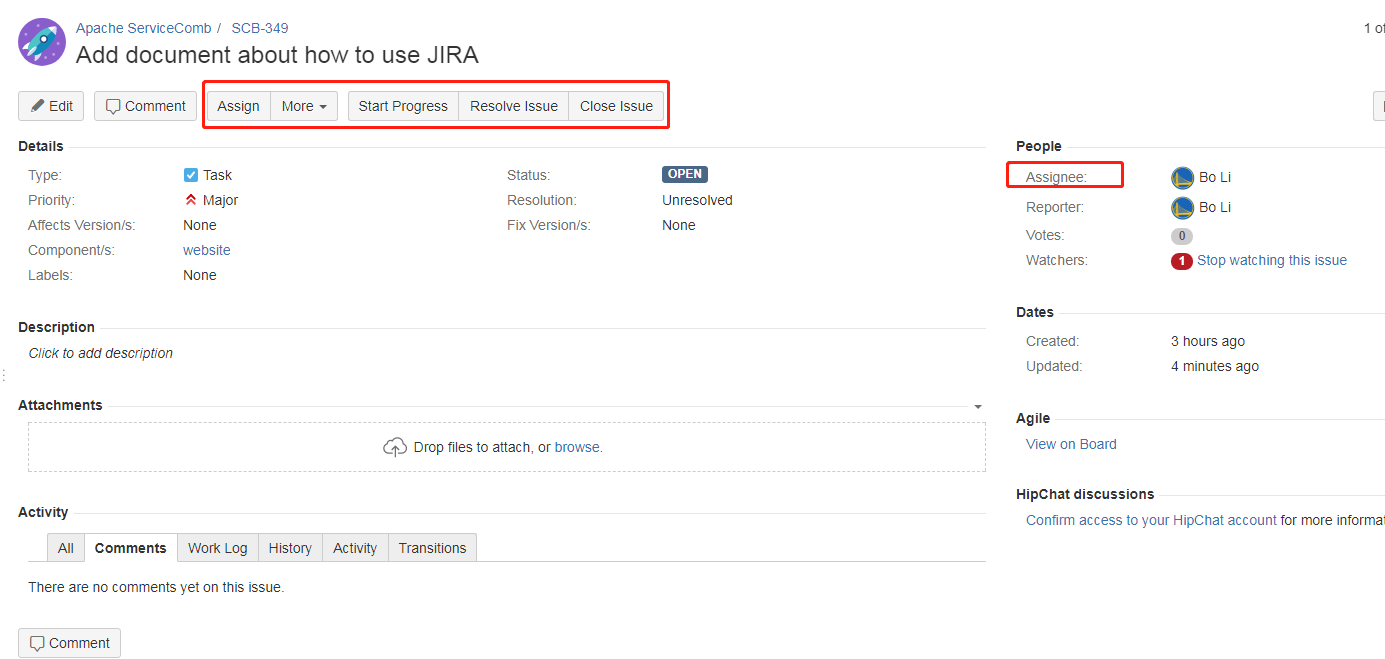 Apache ServiceComb / SCB-349
1 of
Add document about how to use JIRA
Edit Comment Assign More Start Progress Resolve Issue Close Issue
Details
Type: Task
Priority: Major
Affects Version/s: None
Component/s: website
Labels: None
Status: OPEN
Resolution: Unresolved
Fix Version/s: None
Description
Click to add description
Attachments
Drop files to attach, or browse.
Activity
All Comments Work Log History Activity Transitions
There are no comments yet on this issue.
Comment
People
Assignee: Bo Li
Reporter: Bo Li
Votes: 0
Watchers: 1 Stop watching this issue
Dates
Created: 3 hours ago
Updated: 4 minutes ago
Agile
View on Board
HipChat discussions
Confirm access to your HipChat account for more informat